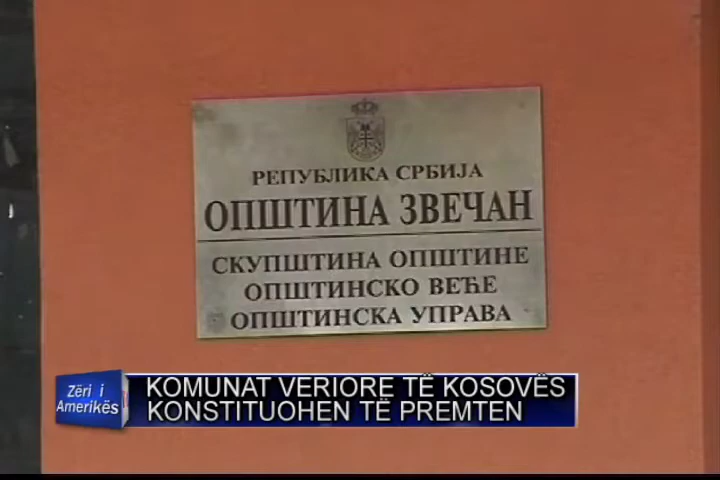 РЕПУБЛИКА СРБИЈА
ОПШТИНА ЗВЕЧАН
СКУПШТИНА ОПШТИНЕ
ОПШТИНСКО ВЕЋЕ
ОПШТИНСКА УПРАВА
Zëri i
Amerikës
KOMUNAT VERIORE TË KOSOVËS
KONSTITUOHEN TË PREMTEN